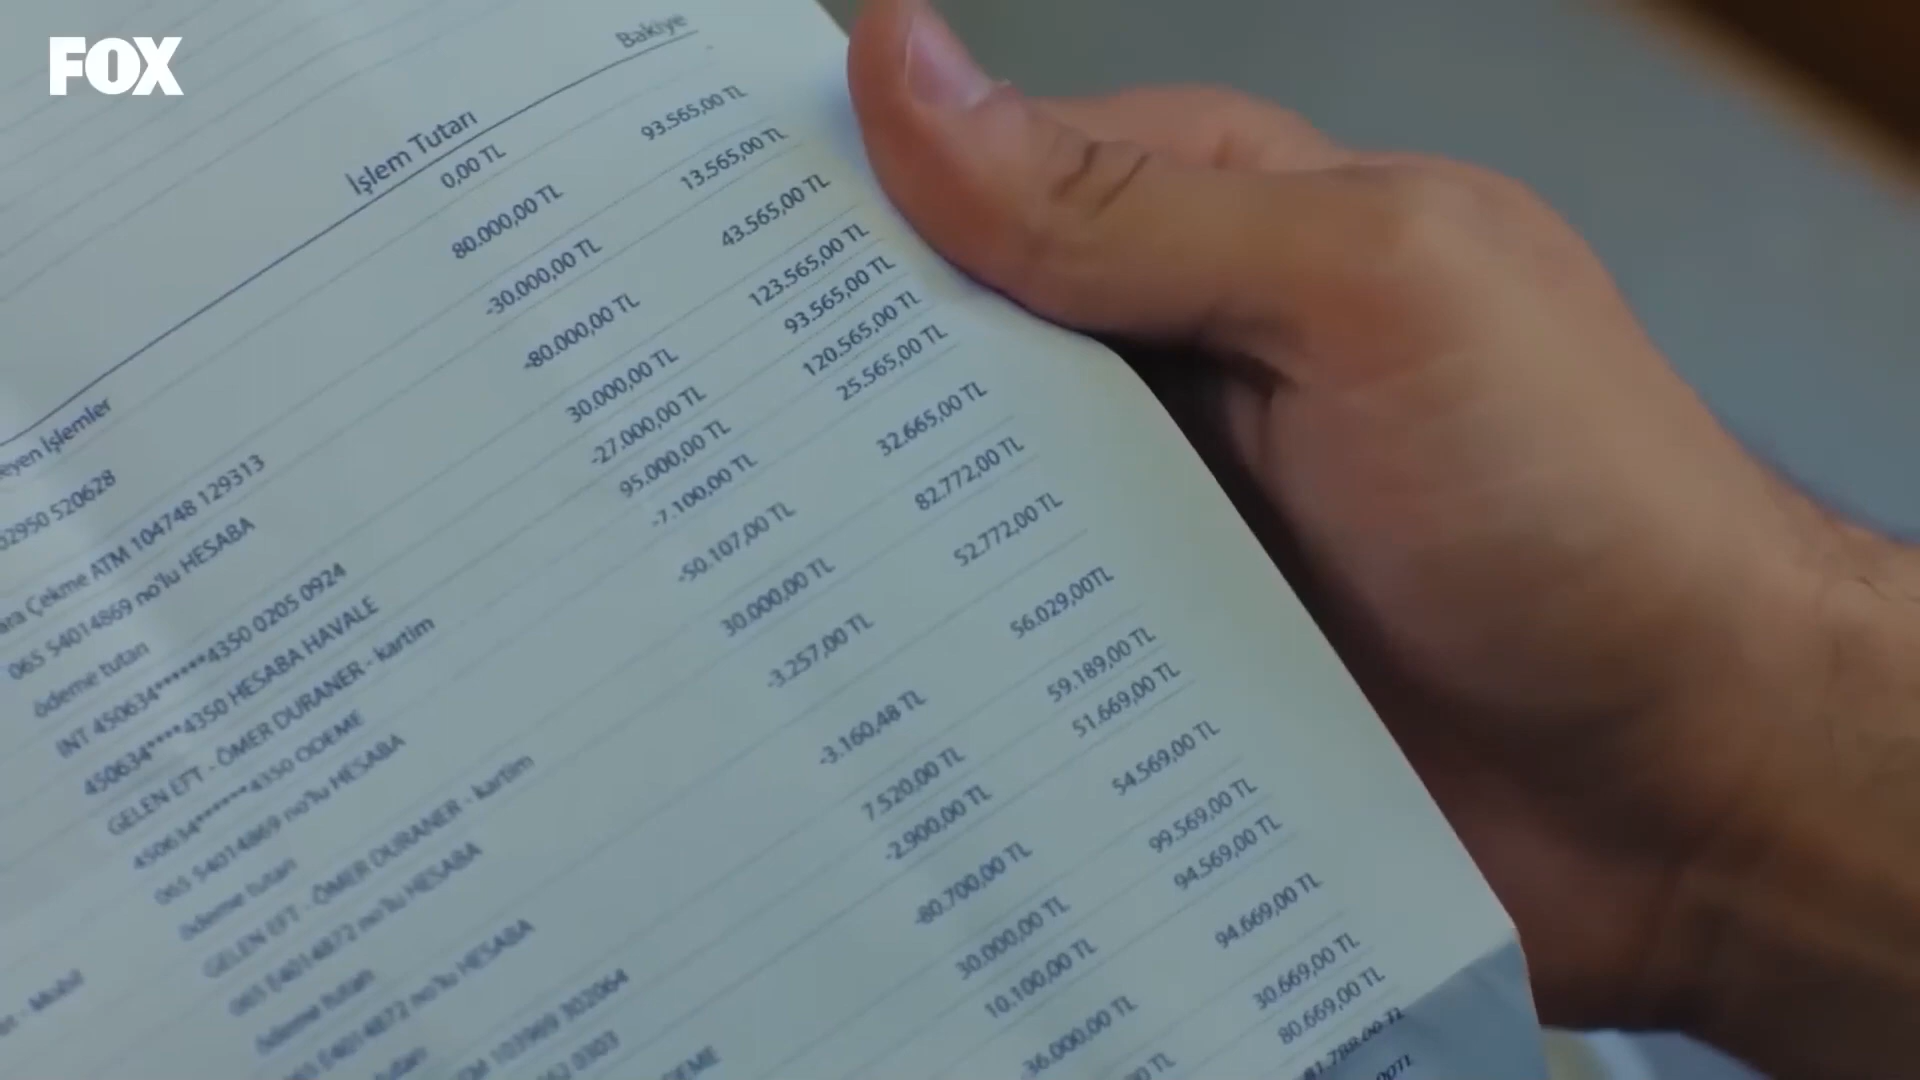 FOX
Bakiye
İşlem Tutarı
0,00 TL 93.565,00 TL
80.000,00 TL 13.565,00 TL
-30.000,00 TL 43.565,00 TL
-80.000,00 TL 123.565,00 TL
30.000,00 TL 93.565,00 TL
-27.000,00 TL 120.565,00 TL
95.000,00 TL 25.565,00 TL
-7.100,00 TL 32.665,00 TL
-50.107,00 TL 82.772,00 TL
30.000,00 TL 52.772,00 TL
-3.257,00 TL 56.029,00TL
-3.160,48 TL 59.189,00 TL
7.520,00 TL 51.669,00 TL
-2.900,00 TL 54.569,00 TL
-80.700,00 TL 99.569,00 TL
30.000,00 TL 94.569,00 TL
10.100,00 TL 94.669,00 TL
36.000,00 TL 30.669,00 TL
80.669,00 TL
İşlemler
02950 520628
Çekme ATM 104748 129313
065 54014869 no'lu HESABA
ödeme tutarı
INT 450634******4350 0205 0924
450634****4350 HESABA HAVALE
GELEN EFT - ÖMER DURANER - kartim
450634******4350 ODEME
065 54014869 no'lu HESABA
ödeme tutarı
GELEN EFT - ÖMER DURANER - kartim
065 54014872 no'lu HESABA
ödeme tutarı
065 54014872 no'lu HESABA
103969 302064
0303
- Mobil